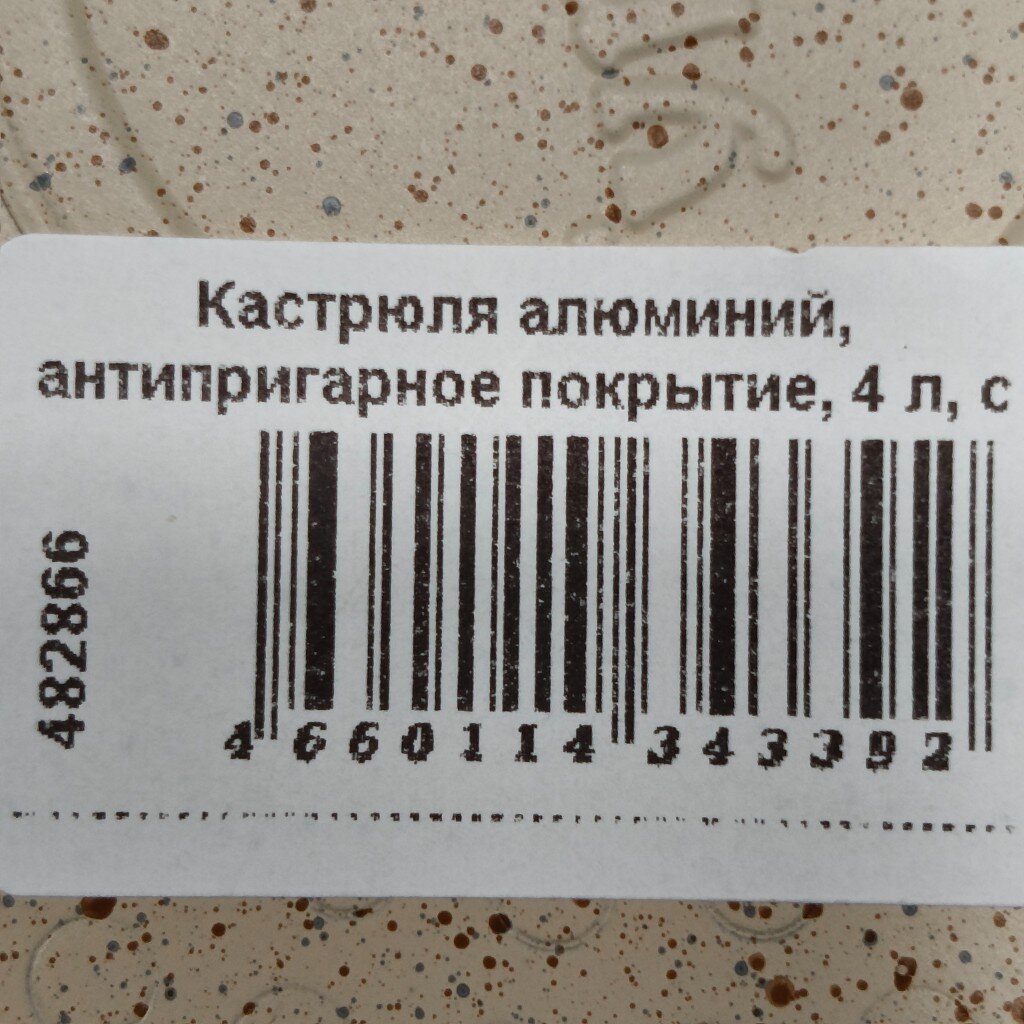 Кастрюля алюминий,
антипригарное покрытие, 4 л, с
482866
4 660114 343392